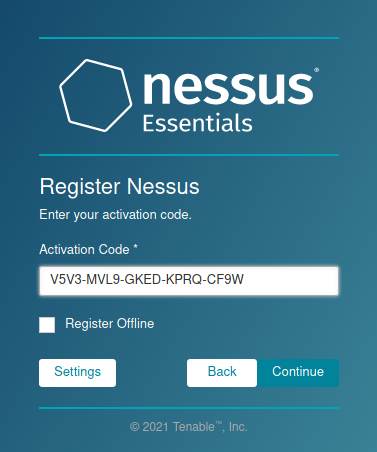 nessus®
Essentials
Register Nessus
Enter your activation code.
Activation Code *
V5V3-MVL9-GKED-KPRQ-CF9W
Register Offline
Settings
Back
Continue
© 2021 Tenable™, Inc.